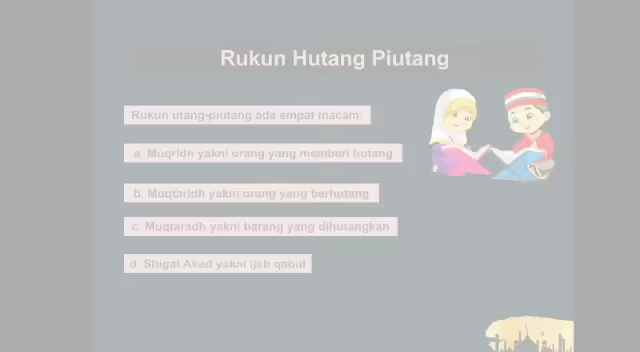 Rukun Hutang Piutang
Rukun utang-piutang ada empat macam:
a. Muqridh yakni orang yang memberi hutang
b. Muqtaridh yakni orang yang berhutang
c. Muqraradh yakni barang yang dihutangkan
d. Shigat Akad yakni ijab qabul